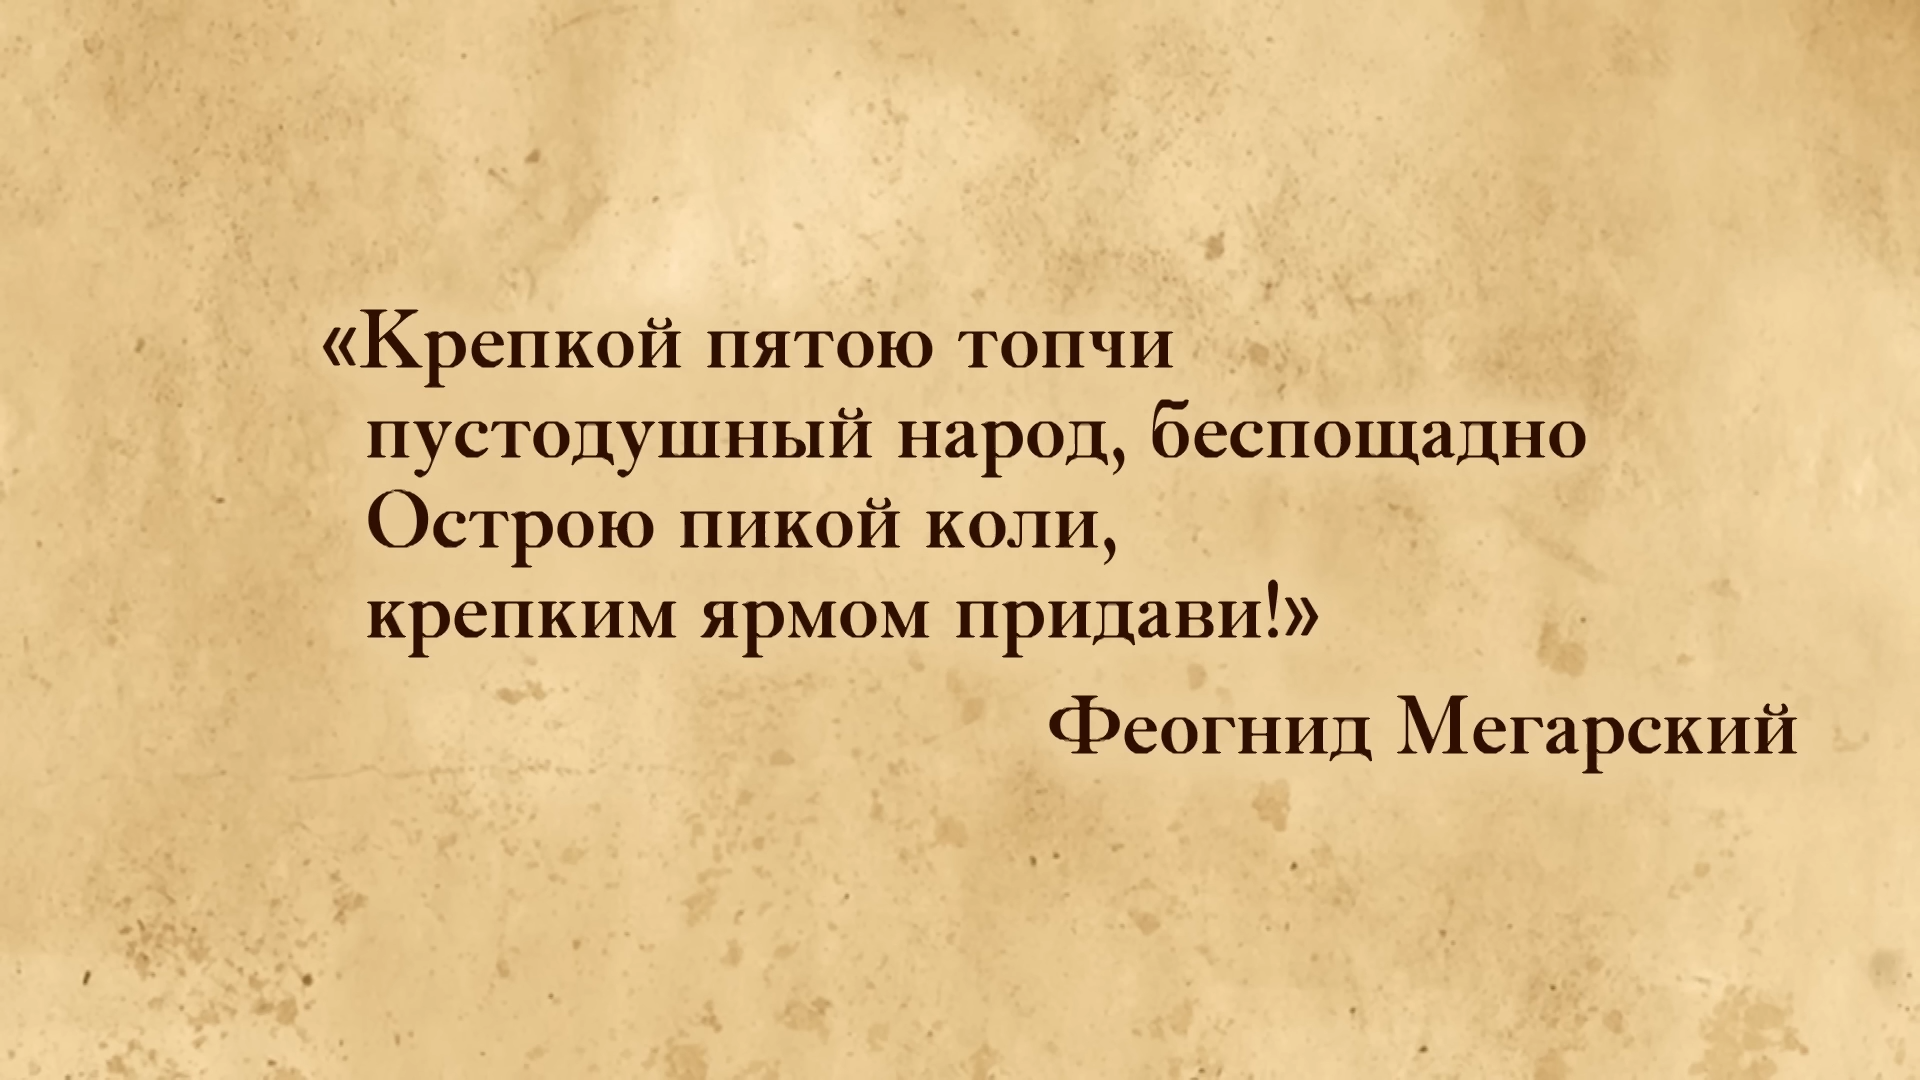 «Крепкой пятою топчи
пустодушный народ, беспощадно
Острою пикой коли,
крепким ярмом придави!»
Феогнид Мегарский